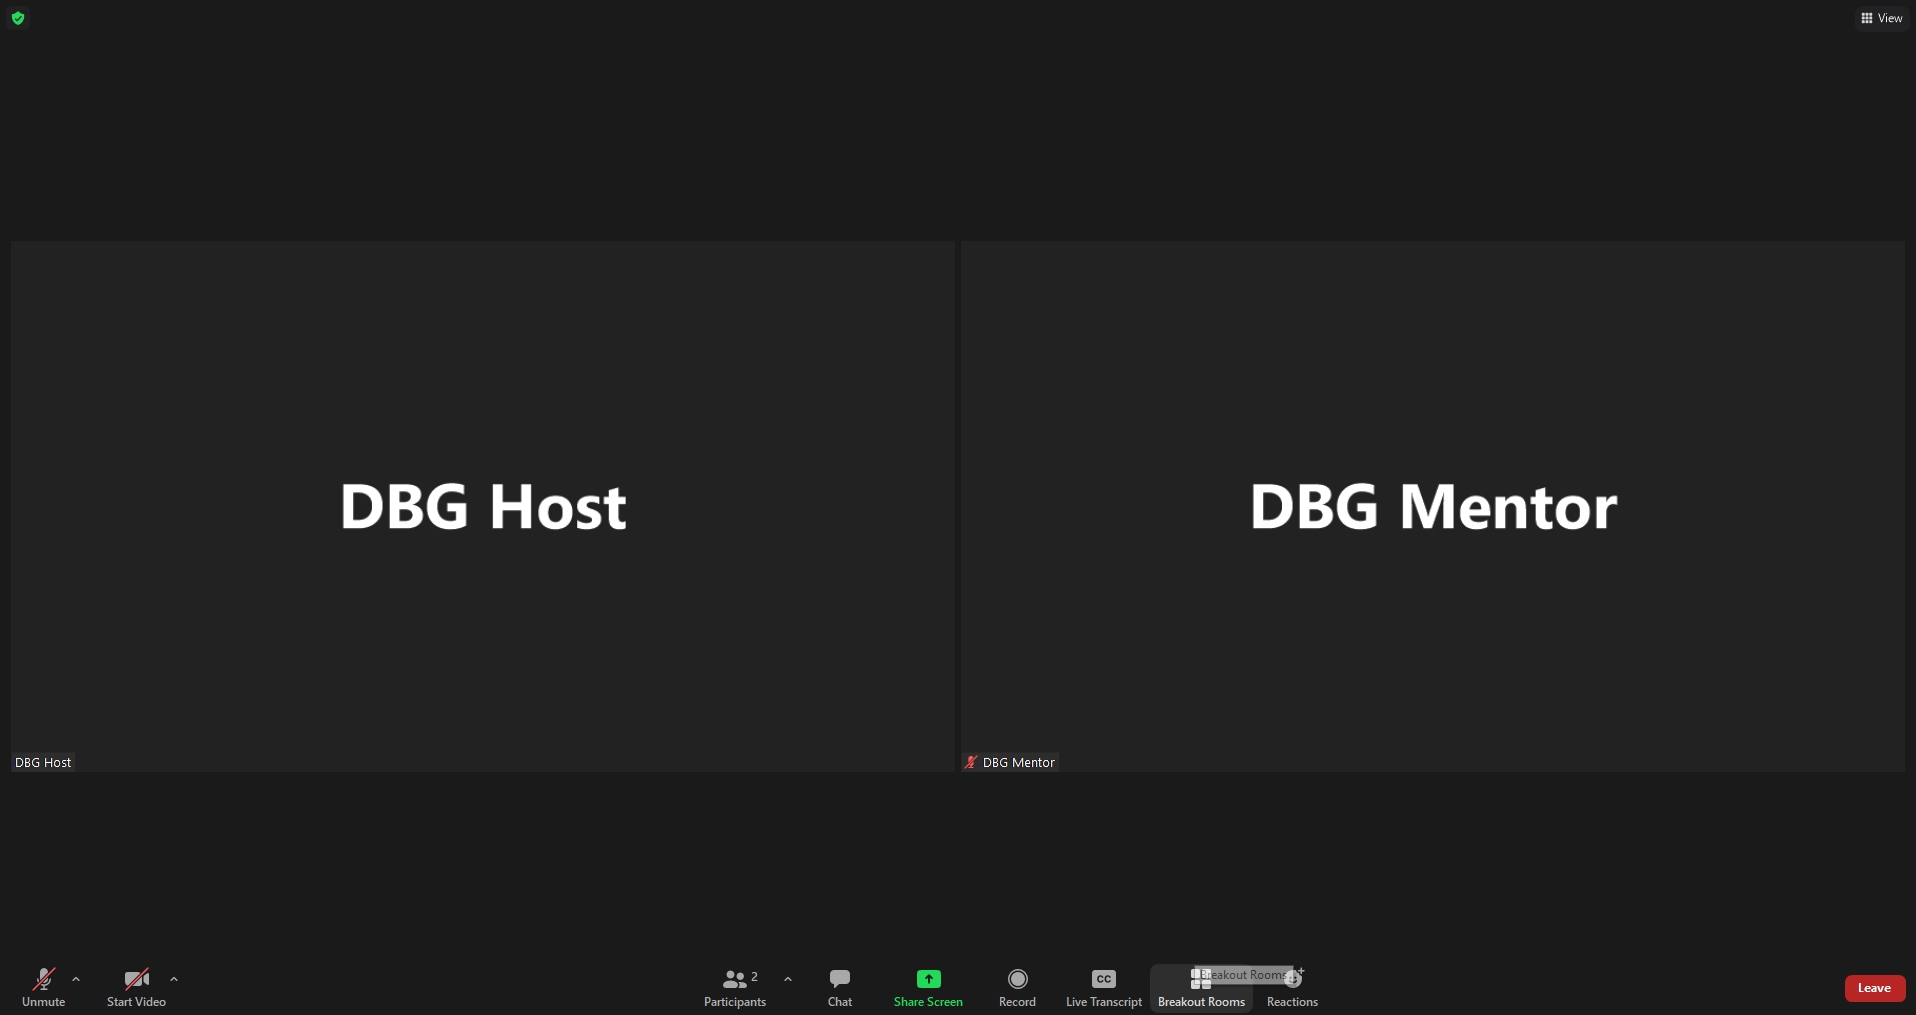 View
DBG Host
DBG Mentor
DBG Host
DBG Mentor
Unmute
Start Video
2
Participants
Chat
Share Screen
Record
CC
Live Transcript
Breakout Rooms
Breakout Rooms
Reactions
Leave